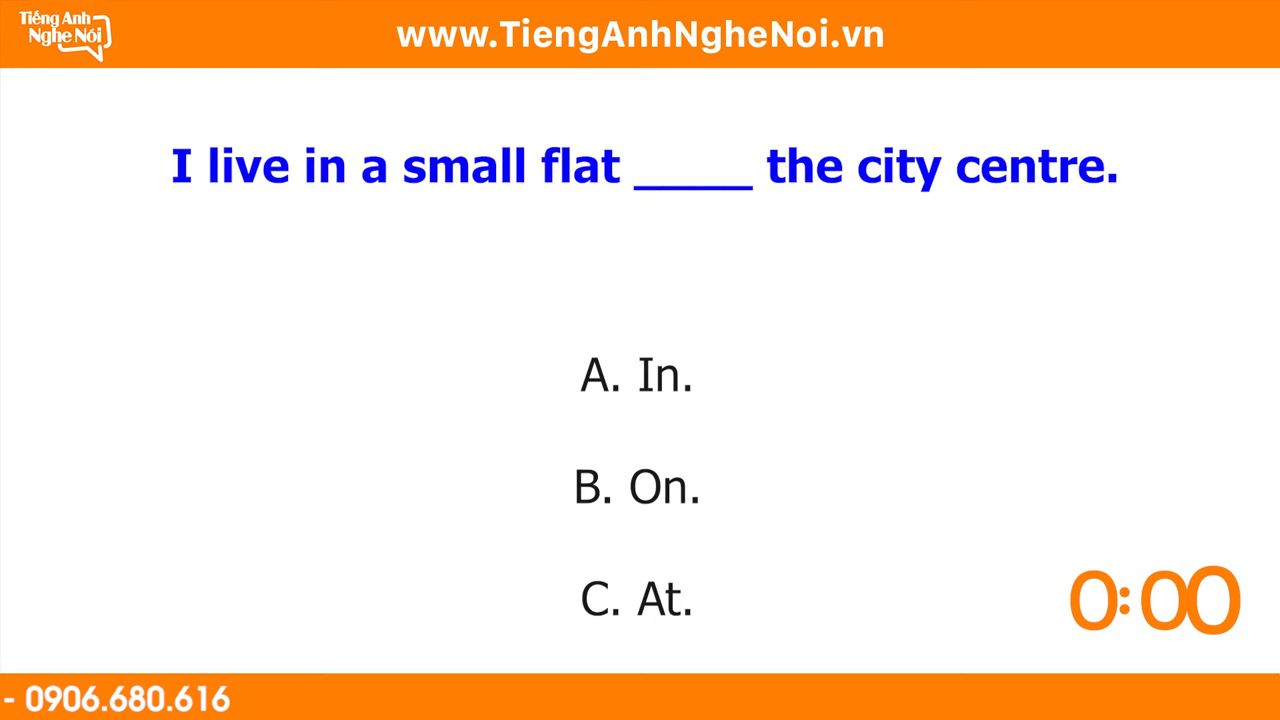 Tiếng Anh
Nghe Nói
www.TiengAnhNgheNoi.vn
I live in a small flat ____ the city centre.
A. In.
B. On.
C. At.
0:00
- 0906.680.616